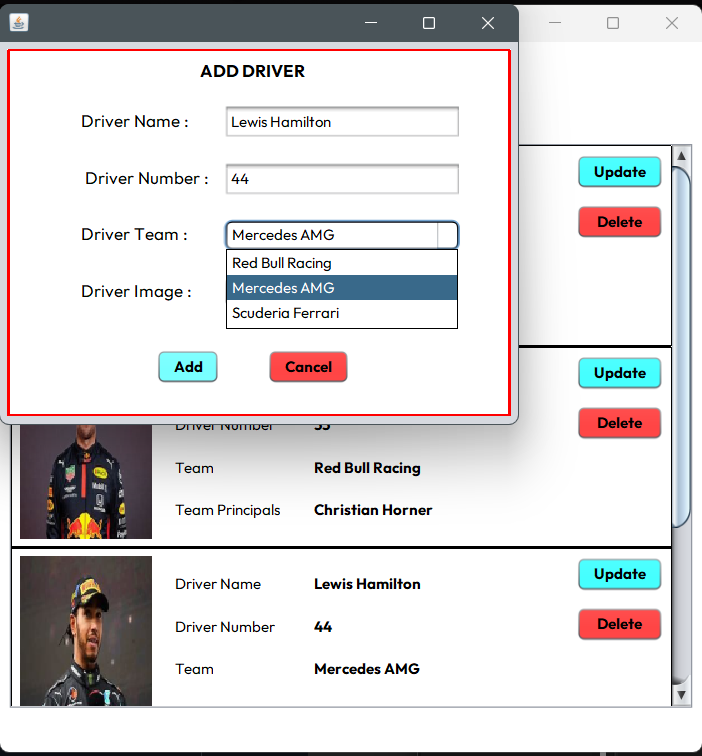 ADD DRIVER
Driver Name : Lewis Hamilton
Driver Number : 44
Driver Team : Mercedes AMG
Red Bull Racing
Mercedes AMG
Scuderia Ferrari
Driver Image :
Add Cancel
Update
Delete
Update
Delete
Driver Number 33
Team Red Bull Racing
Team Principals Christian Horner
Driver Name Lewis Hamilton
Update
Driver Number 44
Delete
Team Mercedes AMG